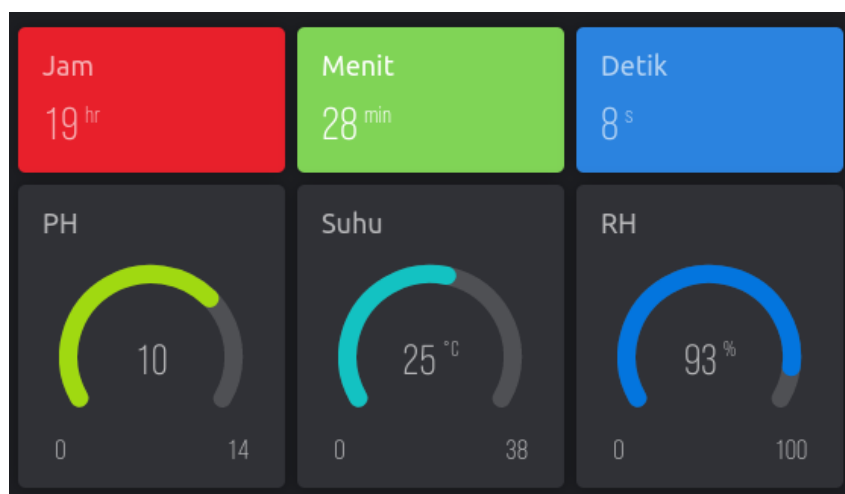 Jam
19 hr
Menit
28 min
Detik
8 s
PH
10
0 14
Suhu
25 °C
0 38
RH
93 %
0 100